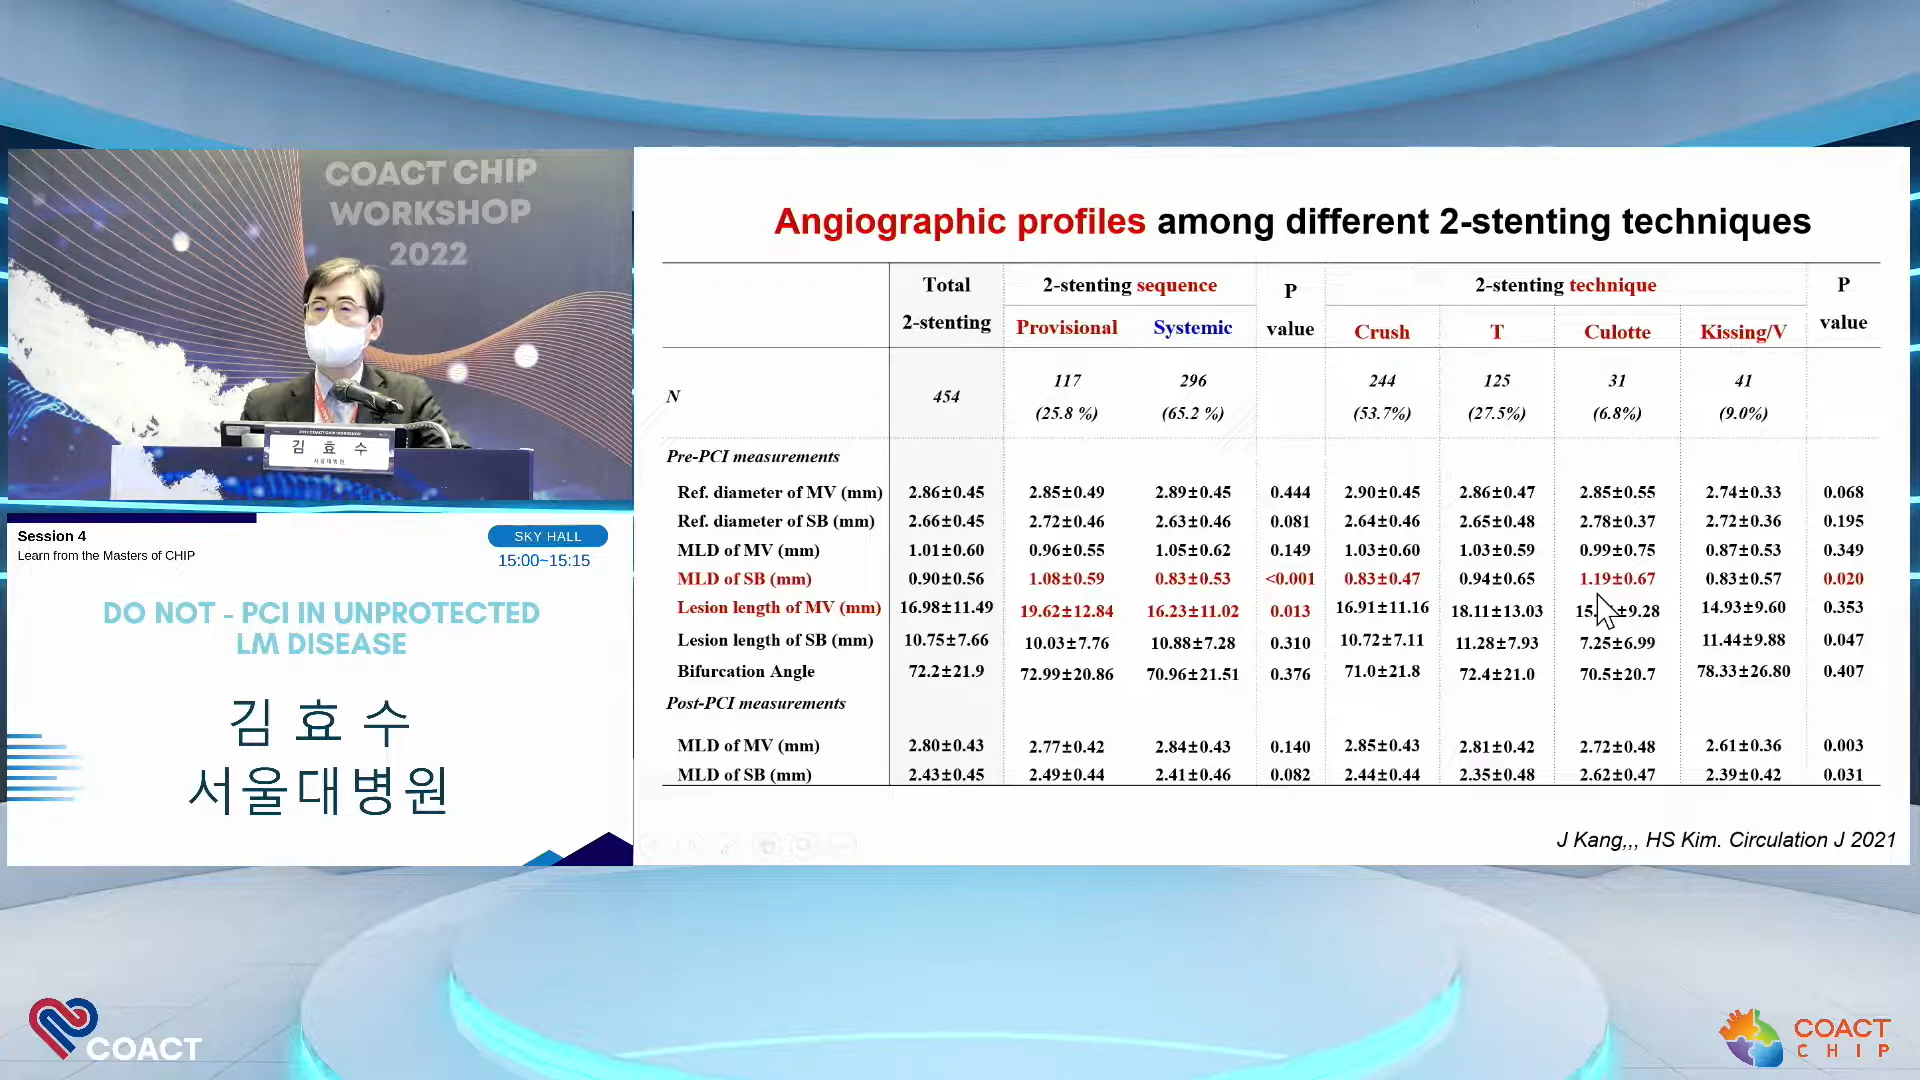 COACT CHIP
WORKSHOP
2022
2022 COACT CHIP WORKSHOP
김 효 수
서울대병원
Session 4
Learn from the Masters of CHIP
SKY HALL
15:00~15:15
DO NOT - PCI IN UNPROTECTED
LM DISEASE
김 효 수
서울대병원
Angiographic profiles among different 2-stenting techniques
Total 2-stenting 2-stenting sequence P value 2-stenting technique P value
Provisional Systemic Crush T Culotte Kissing/V
N 454 117 (25.8 %) 296 (65.2 %) 244 (53.7%) 125 (27.5%) 31 (6.8%) 41 (9.0%)
Pre-PCI measurements
Ref. diameter of MV (mm) 2.86±0.45 2.85±0.49 2.89±0.45 0.444 2.90±0.45 2.86±0.47 2.85±0.55 2.74±0.33 0.068
Ref. diameter of SB (mm) 2.66±0.45 2.72±0.46 2.63±0.46 0.081 2.64±0.46 2.65±0.48 2.78±0.37 2.72±0.36 0.195
MLD of MV (mm) 1.01±0.60 0.96±0.55 1.05±0.62 0.149 1.03±0.60 1.03±0.59 0.99±0.75 0.87±0.53 0.349
MLD of SB (mm) 0.90±0.56 1.08±0.59 0.83±0.53 <0.001 0.83±0.47 0.94±0.65 1.19±0.67 0.83±0.57 0.020
Lesion length of MV (mm) 16.98±11.49 19.62±12.84 16.23±11.02 0.013 16.91±11.16 18.11±13.03 ±9.28 14.93±9.60 0.353
Lesion length of SB (mm) 10.75±7.66 10.03±7.76 10.88±7.28 0.310 10.72±7.11 11.28±7.93 7.25±6.99 11.44±9.88 0.047
Bifurcation Angle 72.2±21.9 72.99±20.86 70.96±21.51 0.376 71.0±21.8 72.4±21.0 70.5±20.7 78.33±26.80 0.407
Post-PCI measurements
MLD of MV (mm) 2.80±0.43 2.77±0.42 2.84±0.43 0.140 2.85±0.43 2.81±0.42 2.72±0.48 2.61±0.36 0.003
MLD of SB (mm) 2.43±0.45 2.49±0.44 2.41±0.46 0.082 2.44±0.44 2.35±0.48 2.62±0.47 2.39±0.42 0.031
J Kang,,, HS Kim. Circulation J 2021
COACT
COACT
CHIP